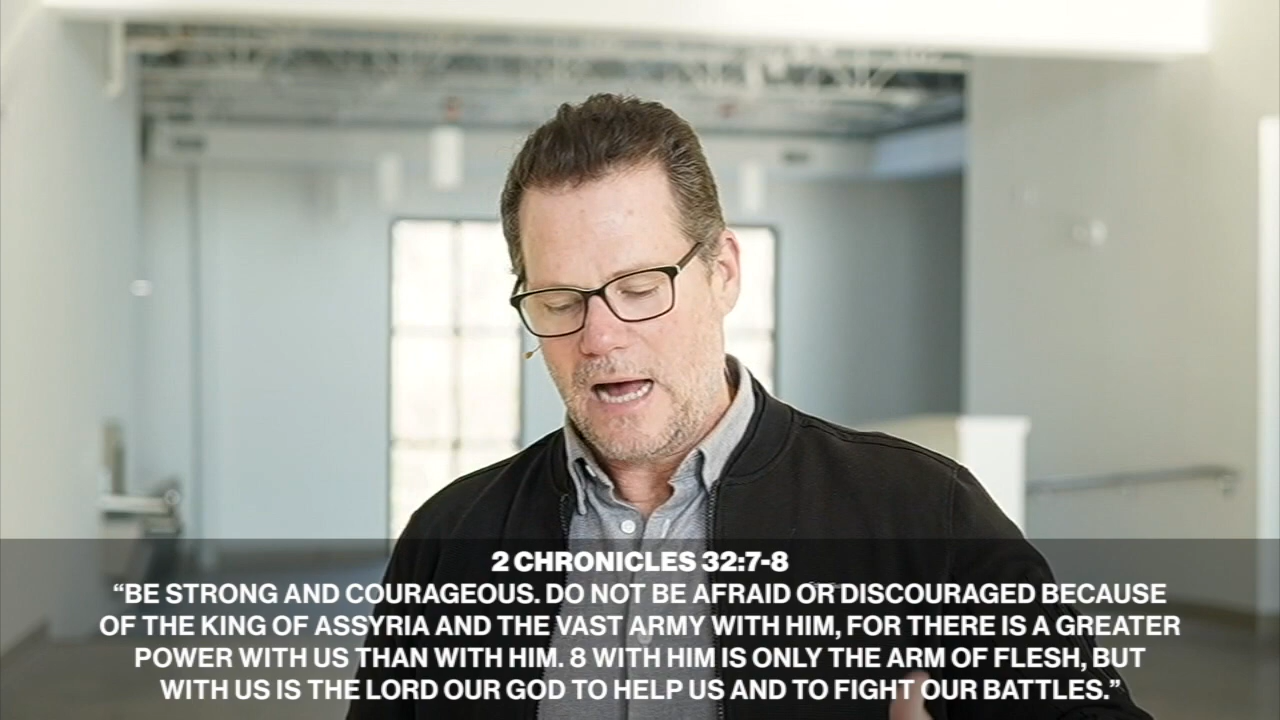 2 CHRONICLES 32:7-8
“BE STRONG AND COURAGEOUS. DO NOT BE AFRAID OR DISCOURAGED BECAUSE
OF THE KING OF ASSYRIA AND THE VAST ARMY WITH HIM, FOR THERE IS A GREATER
POWER WITH US THAN WITH HIM. 8 WITH HIM IS ONLY THE ARM OF FLESH, BUT
WITH US IS THE LORD OUR GOD TO HELP US AND TO FIGHT OUR BATTLES.”